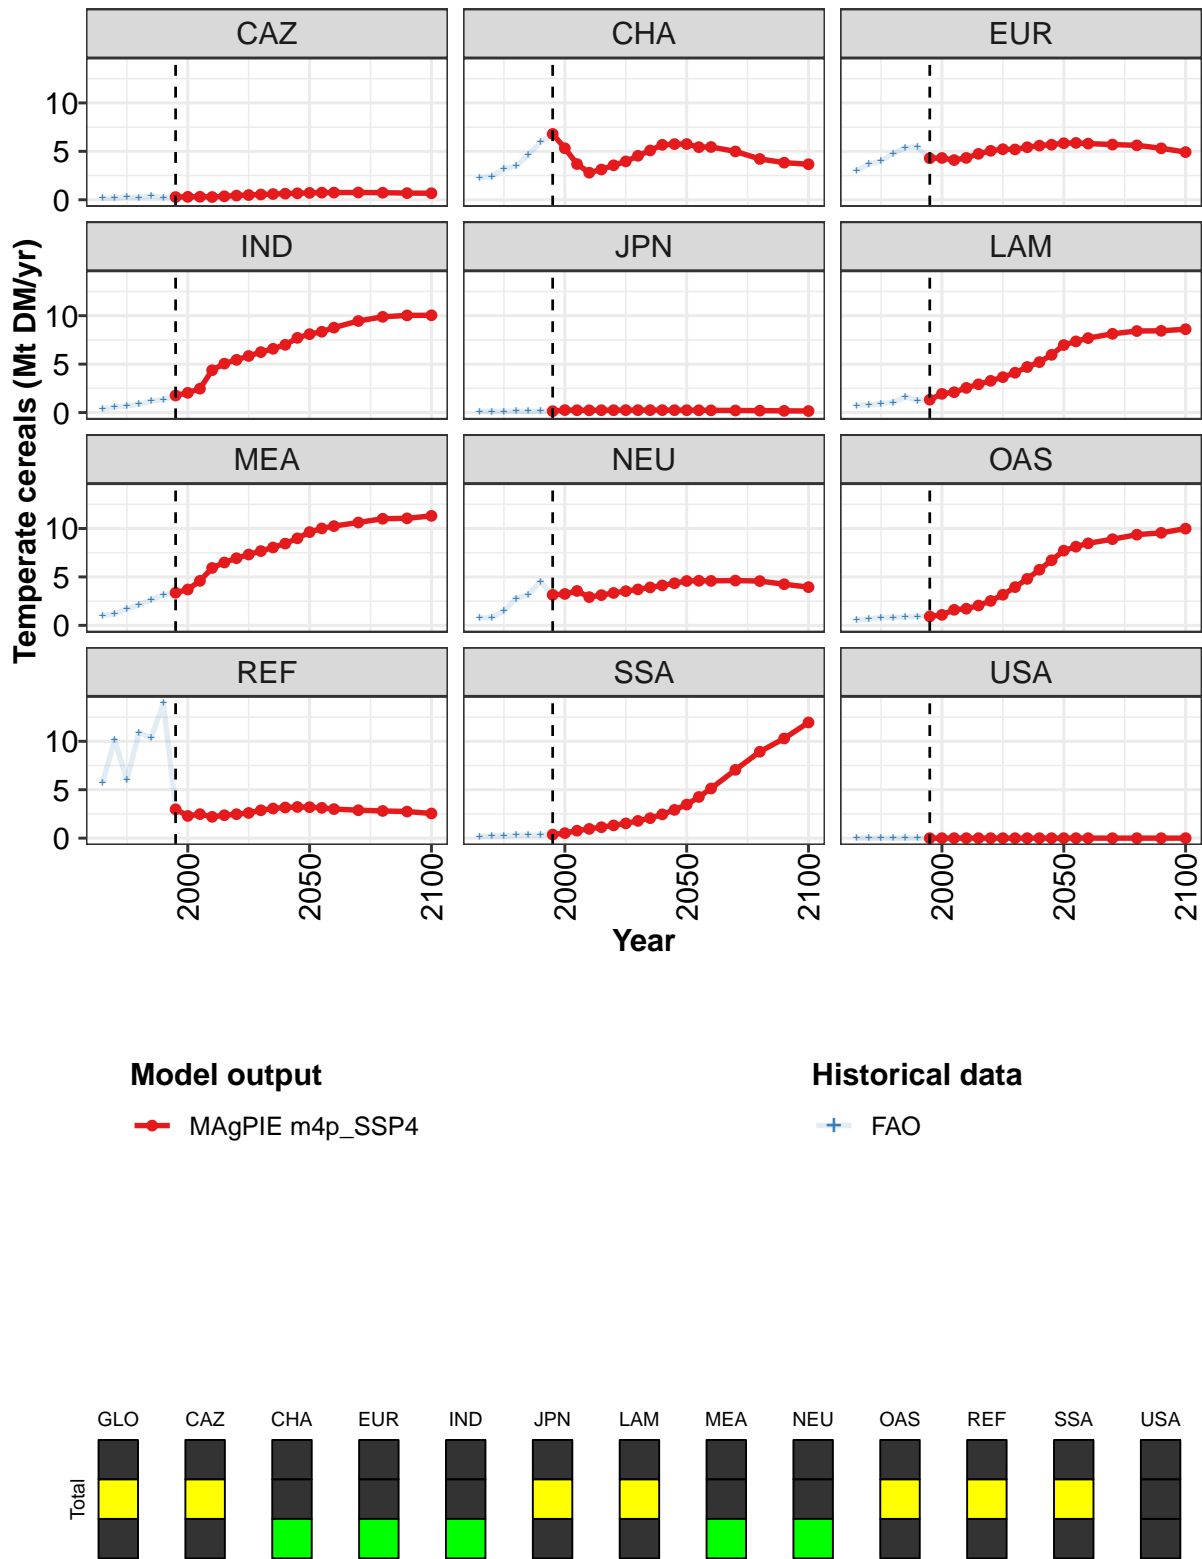 CAZ CHA EUR
10
5
0
IND JPN LAM
10
5
0
MEA NEU OAS
10
5
0
REF SSA USA
10
5
0
2000 2050 2100 2000 2050 2100 2000 2050 2100
Year
Temperate cereals (Mt DM/yr)
Model output Historical data
MAgPIE m4p_SSP4 FAO
GLO CAZ CHA EUR IND JPN LAM MEA NEU OAS REF SSA USA
Total